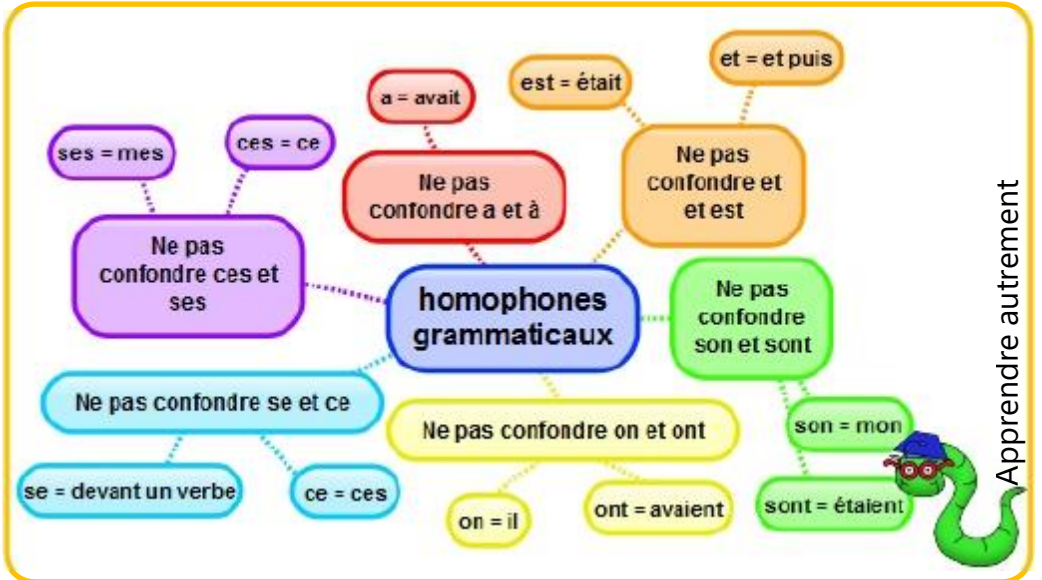 homophones
grammaticaux
Ne pas
confondre a et à
a = avait
Ne pas
confondre et
et est
est = était
et = et puis
Ne pas
confondre
son et sont
son = mon
sont = étaient
Ne pas confondre on et ont
on = il
ont = avaient
Ne pas confondre se et ce
se = devant un verbe
ce = ces
Ne pas
confondre ces et
ses
ses = mes
ces = ce
Apprendre autrement